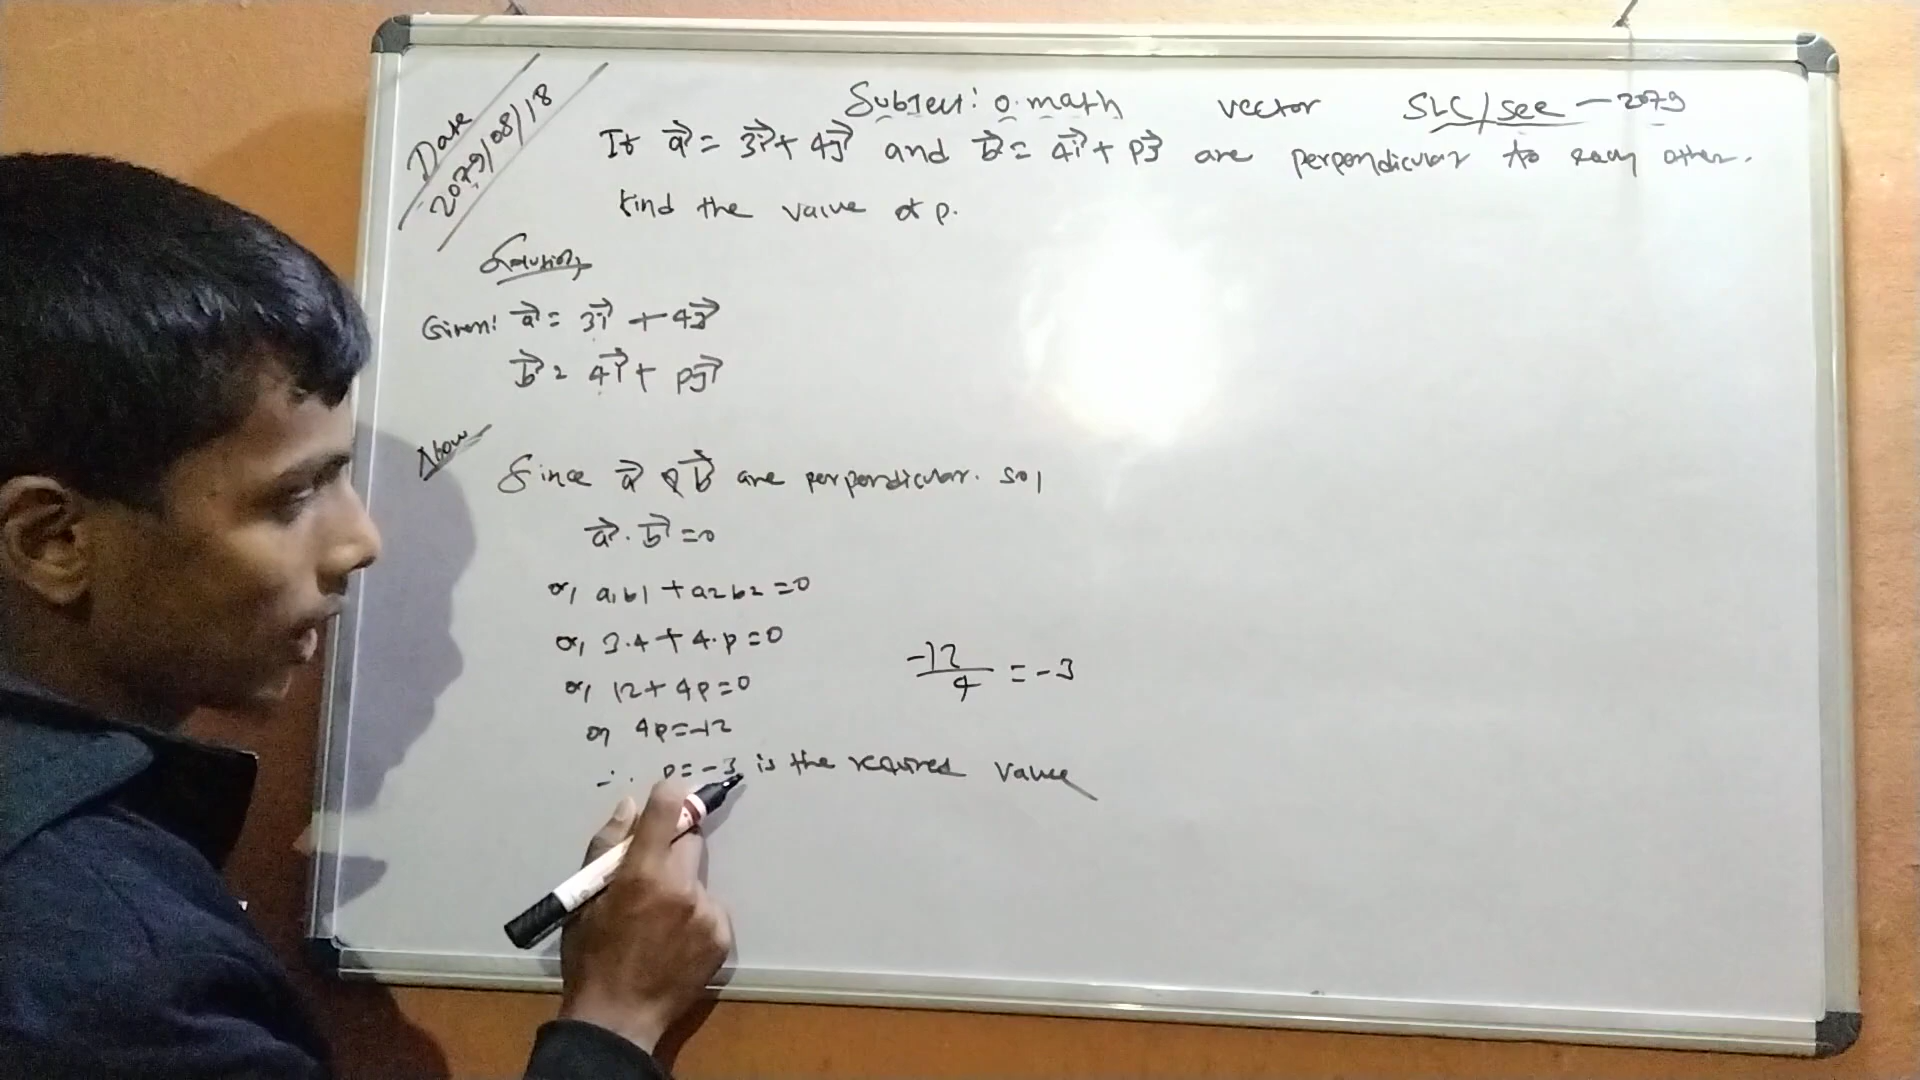 Date
2079/08/18
Subject: O. math vector SLC/see - 2079
If a⃗ = 3i⃗ + 4j⃗ and b⃗ = 4i⃗ + pj⃗ are perpendicular to each other.
find the value of p.
Solution,
Given: a⃗ = 3i⃗ + 4j⃗
b⃗ = 4i⃗ + pj⃗
Now
Since a⃗ & b⃗ are perpendicular. So,
a⃗ . b⃗ = 0
or, a1b1 + a2b2 = 0
or, 3.4 + 4.p = 0
or, 12 + 4p = 0
or 4p = -12
∴ p = -3 is the required value
-12/4 = -3